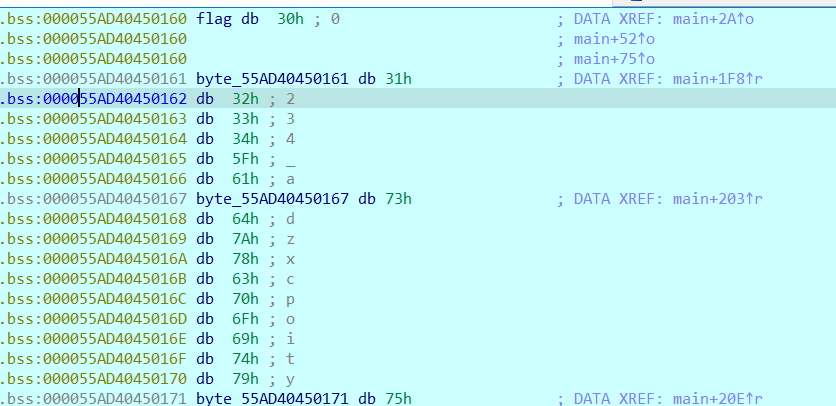 .bss:000055AD40450160 flag db  30h ; 0                          ; DATA XREF: main+2A↑o
.bss:000055AD40450160                                           ; main+52↑o
.bss:000055AD40450160                                           ; main+75↑o
.bss:000055AD40450161 byte_55AD40450161 db 31h                  ; DATA XREF: main+1F8↑r
.bss:000055AD40450162 db  32h ; 2
.bss:000055AD40450163 db  33h ; 3
.bss:000055AD40450164 db  34h ; 4
.bss:000055AD40450165 db  5Fh ; _
.bss:000055AD40450166 db  61h ; a
.bss:000055AD40450167 byte_55AD40450167 db 73h                  ; DATA XREF: main+203↑r
.bss:000055AD40450168 db  64h ; d
.bss:000055AD40450169 db  7Ah ; z
.bss:000055AD4045016A db  78h ; x
.bss:000055AD4045016B db  63h ; c
.bss:000055AD4045016C db  70h ; p
.bss:000055AD4045016D db  6Fh ; o
.bss:000055AD4045016E db  69h ; i
.bss:000055AD4045016F db  74h ; t
.bss:000055AD40450170 db  79h ; y
.bss:000055AD40450171 byte_55AD40450171 db 75h                  ; DATA XREF: main+20E↑r